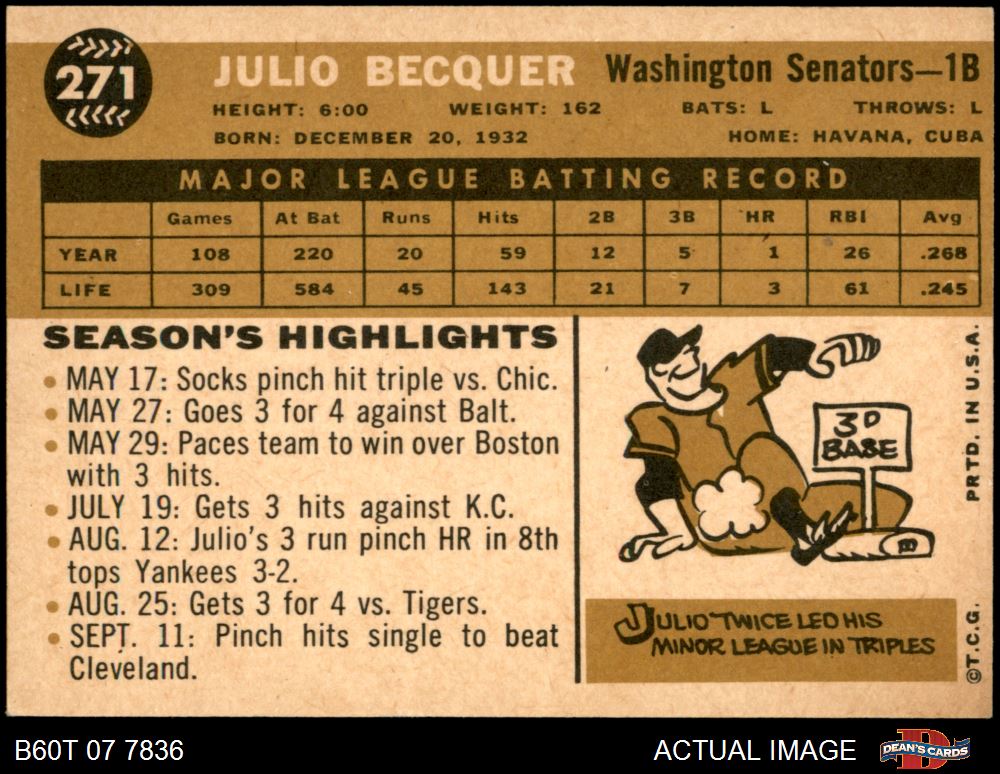 271
JULIO BECQUER Washington Senators—1B
HEIGHT: 6:00 WEIGHT: 162 BATS: L THROWS: L
BORN: DECEMBER 20, 1932 HOME: HAVANA, CUBA
MAJOR LEAGUE BATTING RECORD
Games At Bat Runs Hits 2B 3B HR RBI Avg
YEAR 108 220 20 59 12 5 1 26 .268
LIFE 309 584 45 143 21 7 3 61 .245
SEASON'S HIGHLIGHTS
• MAY 17: Socks pinch hit triple vs. Chic.
• MAY 27: Goes 3 for 4 against Balt.
• MAY 29: Paces team to win over Boston
with 3 hits.
• JULY 19: Gets 3 hits against K.C.
• AUG. 12: Julio's 3 run pinch HR in 8th
tops Yankees 3-2.
• AUG. 25: Gets 3 for 4 vs. Tigers.
• SEPT. 11: Pinch hits single to beat
Cleveland.
3D
BASE
JULIO TWICE LED HIS
MINOR LEAGUE IN TRIPLES
©T.C.G. PRTD. IN U.S.A.
B60T 07 7836 ACTUAL IMAGE DEAN'S CARDS